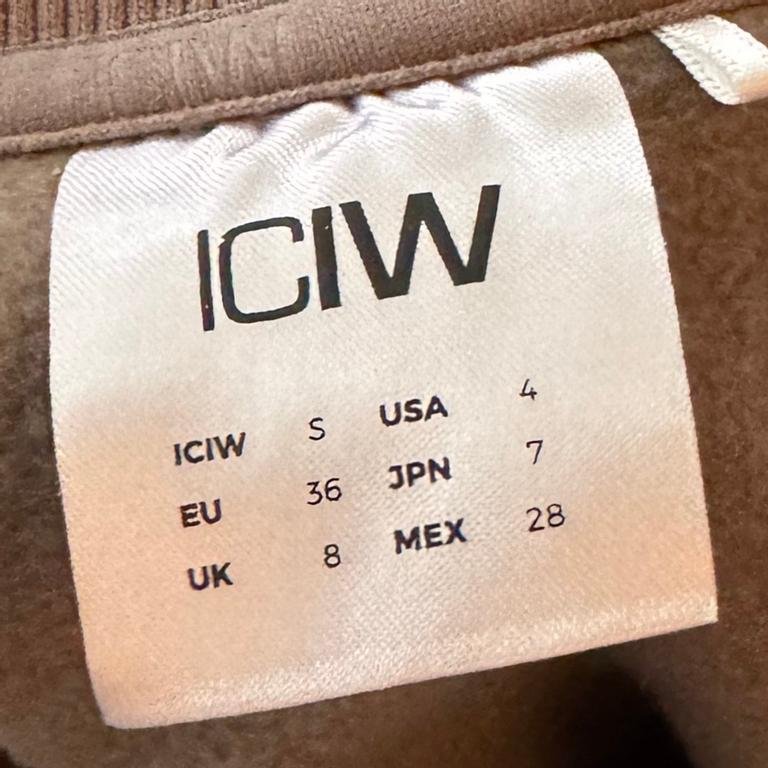 ICIW
ICIW S USA 4
EU 36 JPN 7
UK 8 MEX 28